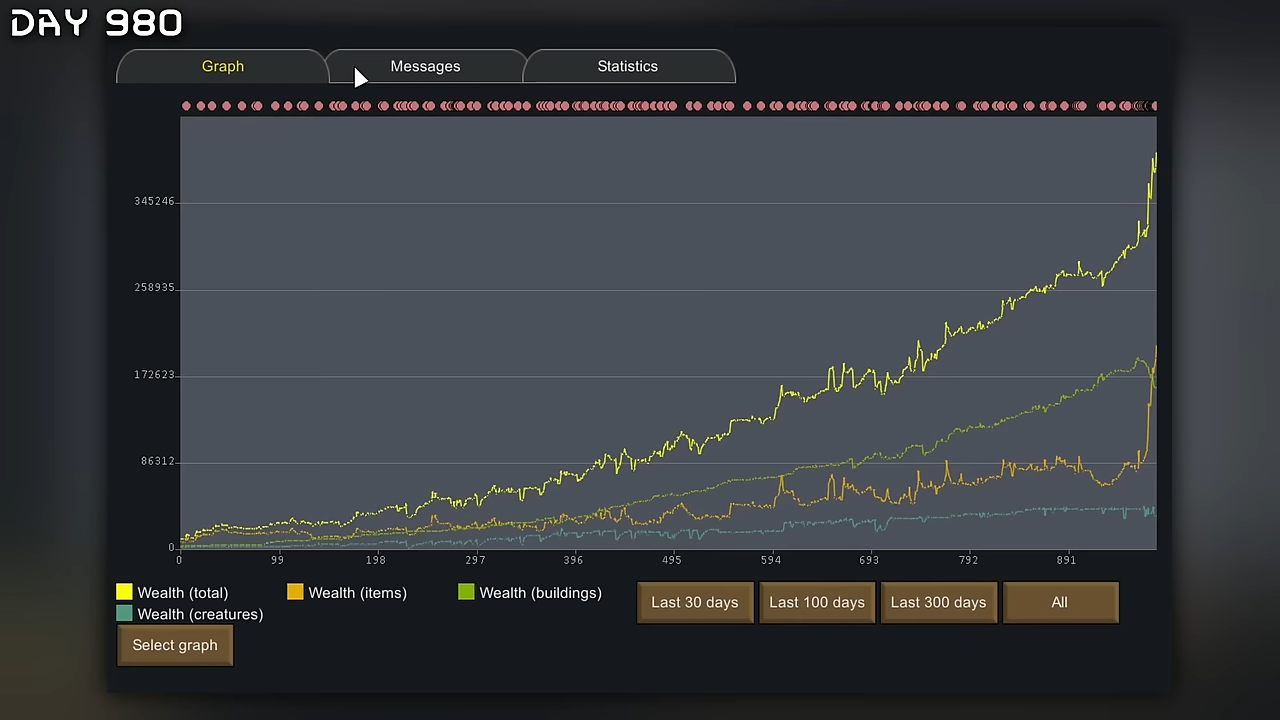 DAY 980
Graph Messages Statistics
345246
258935
172623
86312
0
0 99 198 297 396 495 594 693 792 891
Wealth (total) Wealth (items) Wealth (buildings)
Wealth (creatures)
Last 30 days Last 100 days Last 300 days All
Select graph